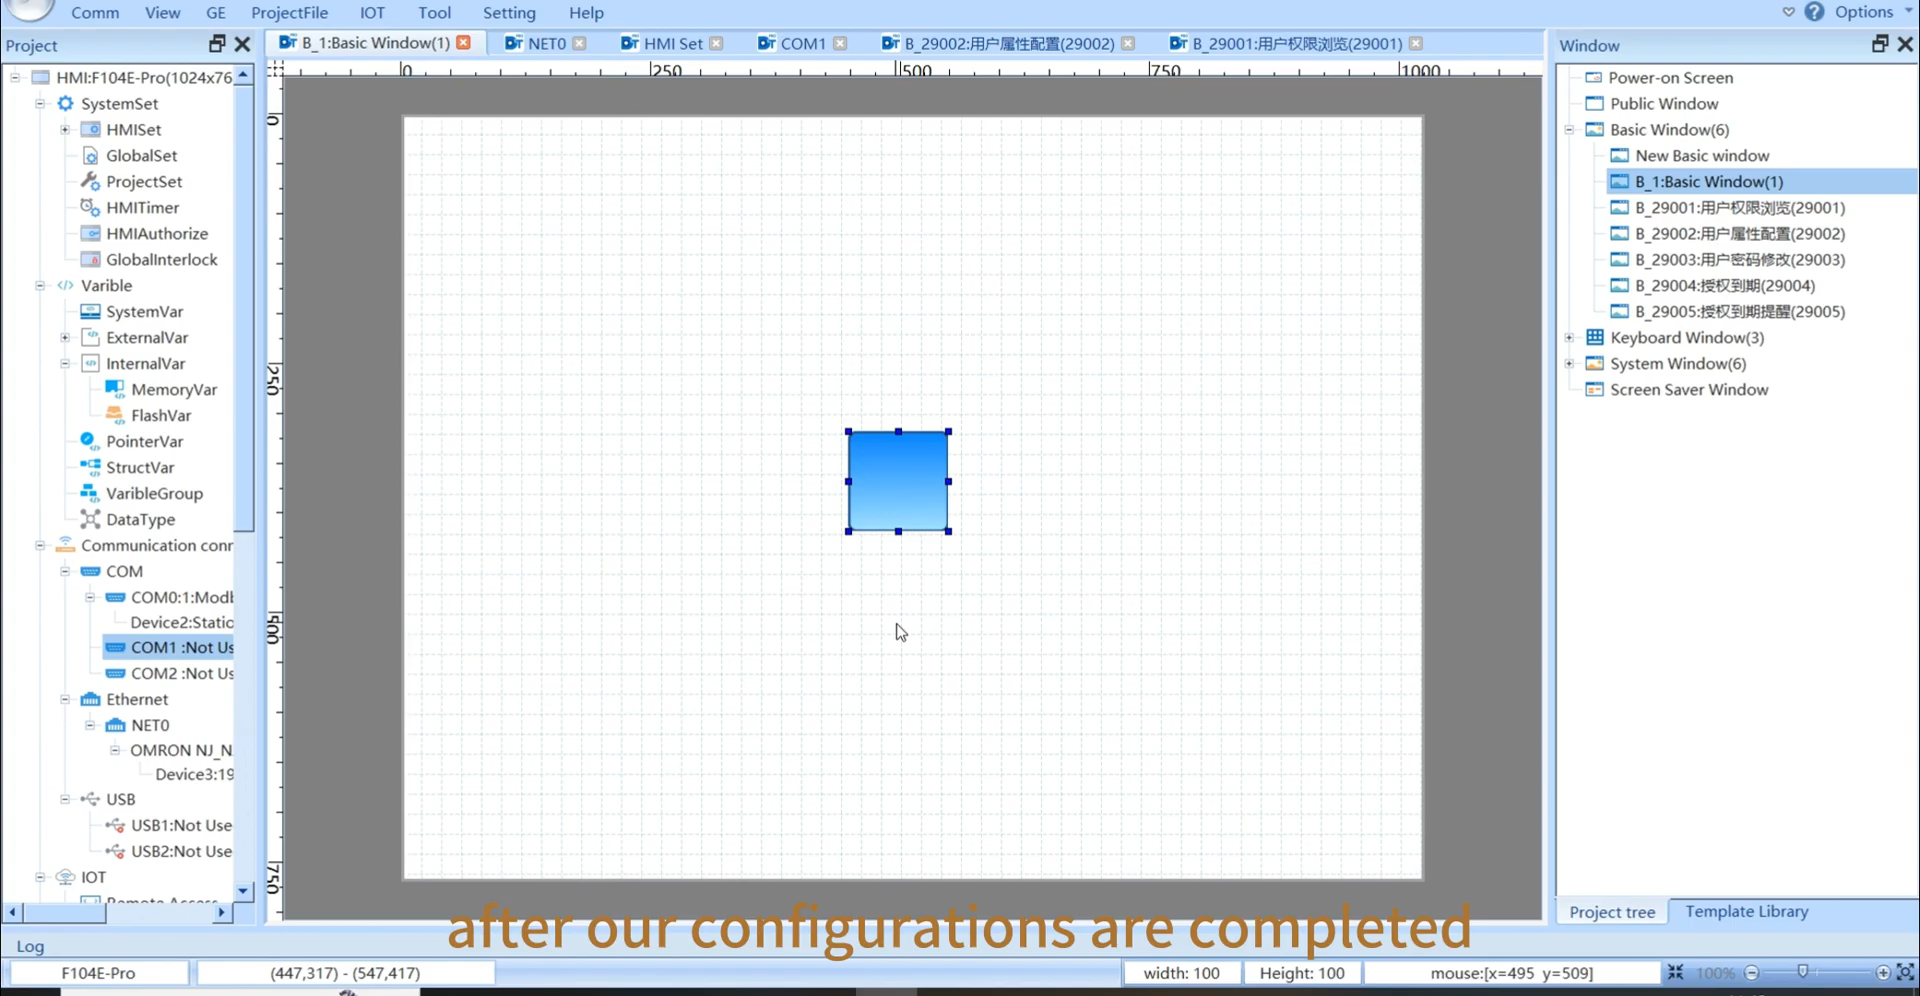 Comm View GE ProjectFile IOT Tool Setting Help Options
Project
B_1:Basic Window(1) NET0 HMI Set COM1 B_29002:用户属性配置(29002) B_29001:用户权限浏览(29001)
Window
0 250 500 750 1000
0
250
500
750
HMI:F104E-Pro(1024x76
SystemSet
HMISet
GlobalSet
ProjectSet
HMITimer
HMIAuthorize
GlobalInterlock
Varible
SystemVar
ExternalVar
InternalVar
MemoryVar
FlashVar
PointerVar
StructVar
VaribleGroup
DataType
Communication conr
COM
COM0:1:Modb
Device2:Static
COM1 :Not Us
COM2 :Not Us
Ethernet
NET0
OMRON NJ_N
Device3:19
USB
USB1:Not Use
USB2:Not Use
IOT
Remote Access
Power-on Screen
Public Window
Basic Window(6)
New Basic window
B_1:Basic Window(1)
B_29001:用户权限浏览(29001)
B_29002:用户属性配置(29002)
B_29003:用户密码修改(29003)
B_29004:授权到期(29004)
B_29005:授权到期提醒(29005)
Keyboard Window(3)
System Window(6)
Screen Saver Window
Project tree Template Library
after our configurations are completed
Log
F104E-Pro (447,317) - (547,417) width: 100 Height: 100 mouse:[x=495 y=509] 100%